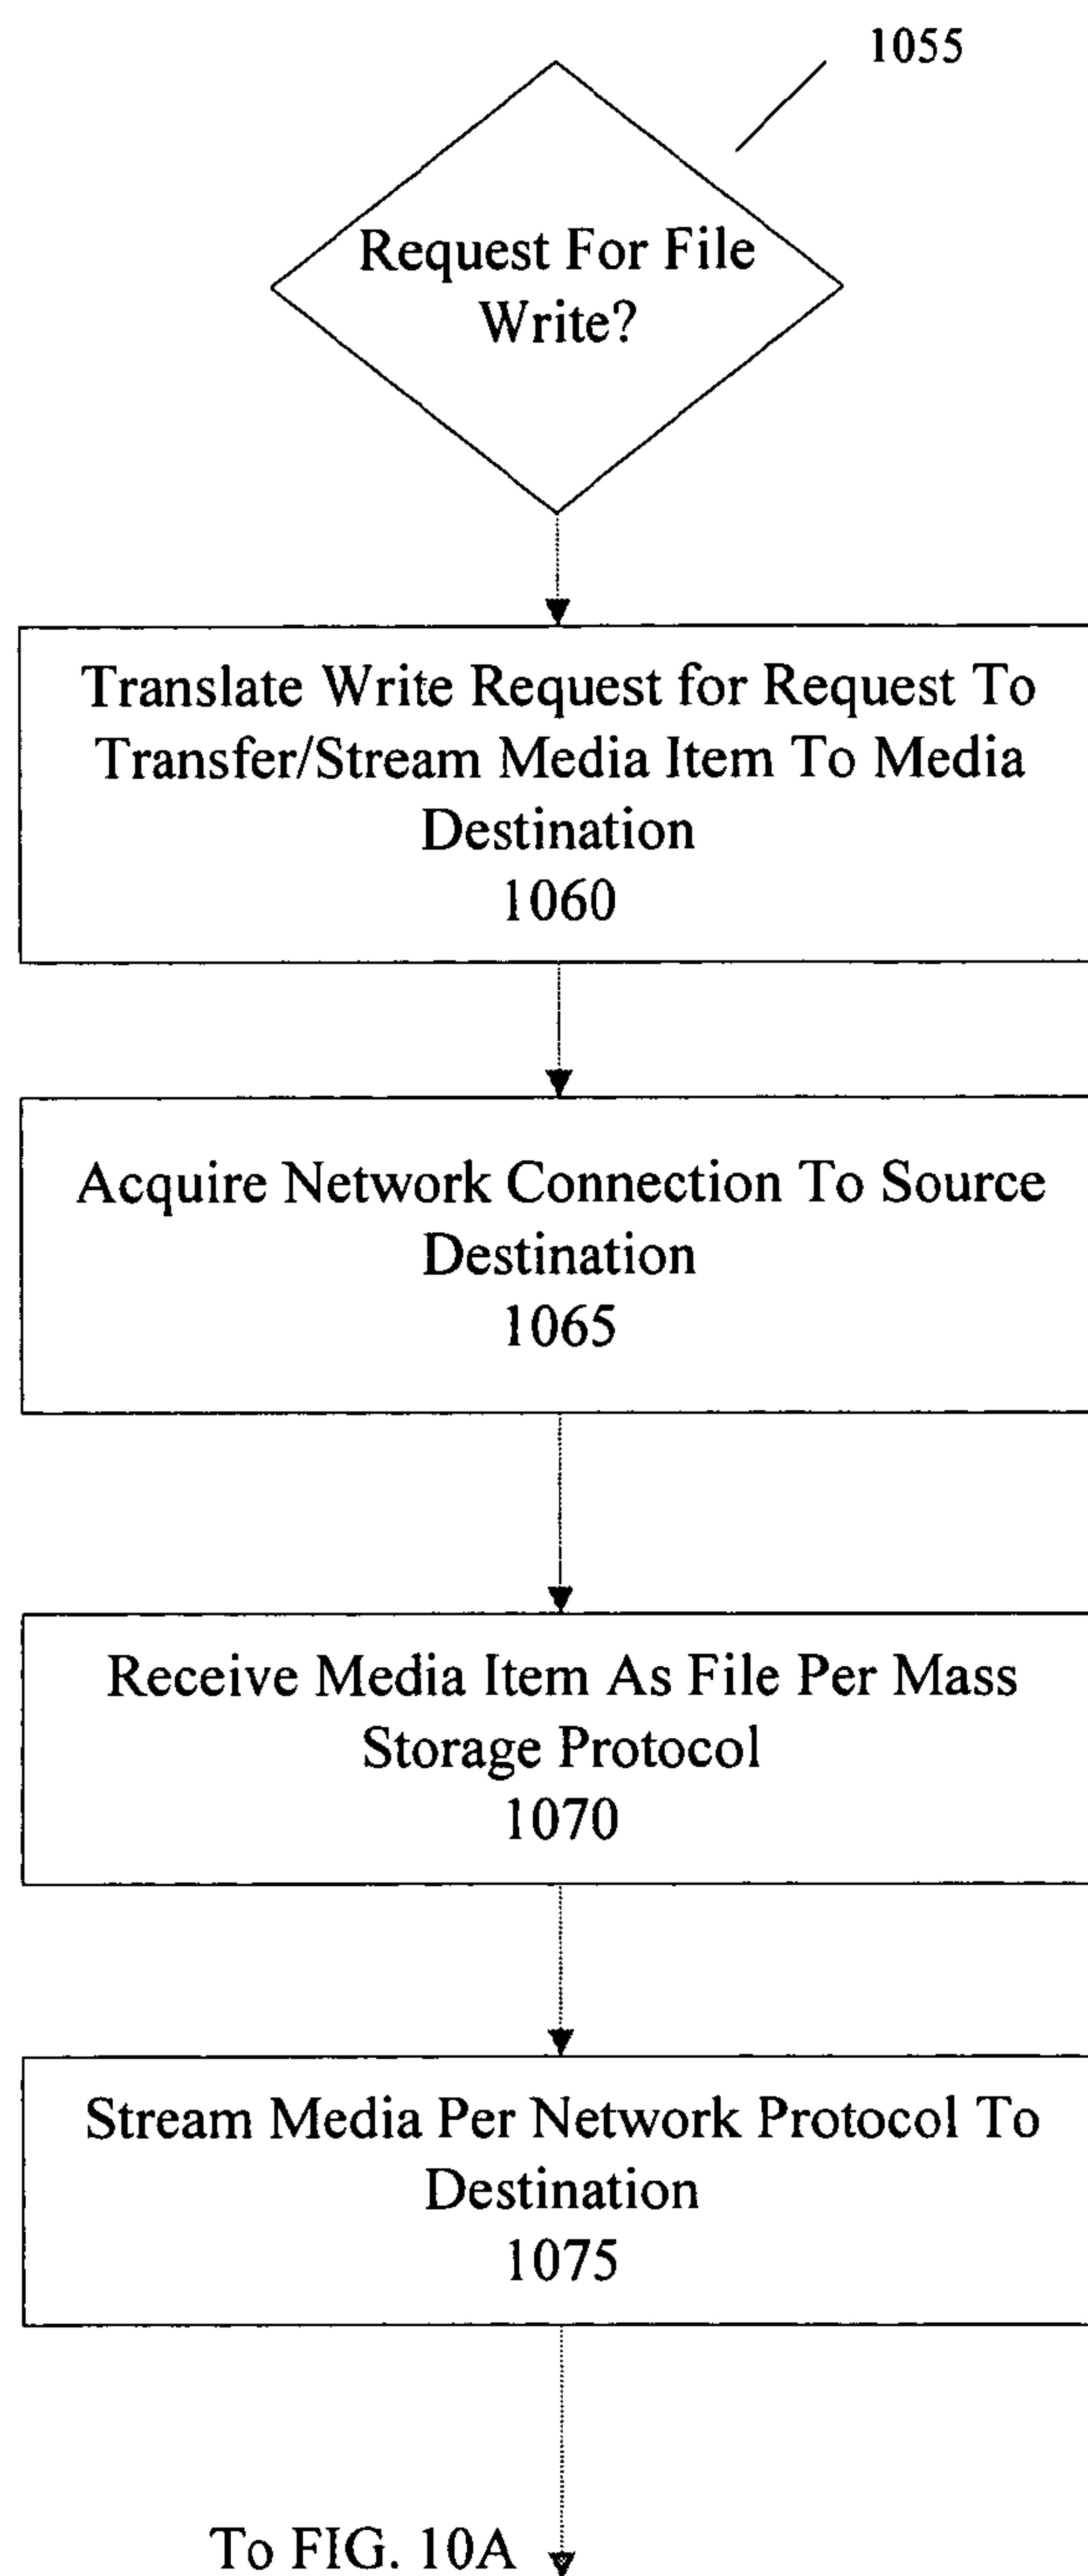 1055
Request For File
Write?
Translate Write Request for Request To
Transfer/Stream Media Item To Media
Destination
1060
Acquire Network Connection To Source
Destination
1065
Receive Media Item As File Per Mass
Storage Protocol
1070
Stream Media Per Network Protocol To
Destination
1075
To FIG. 10A